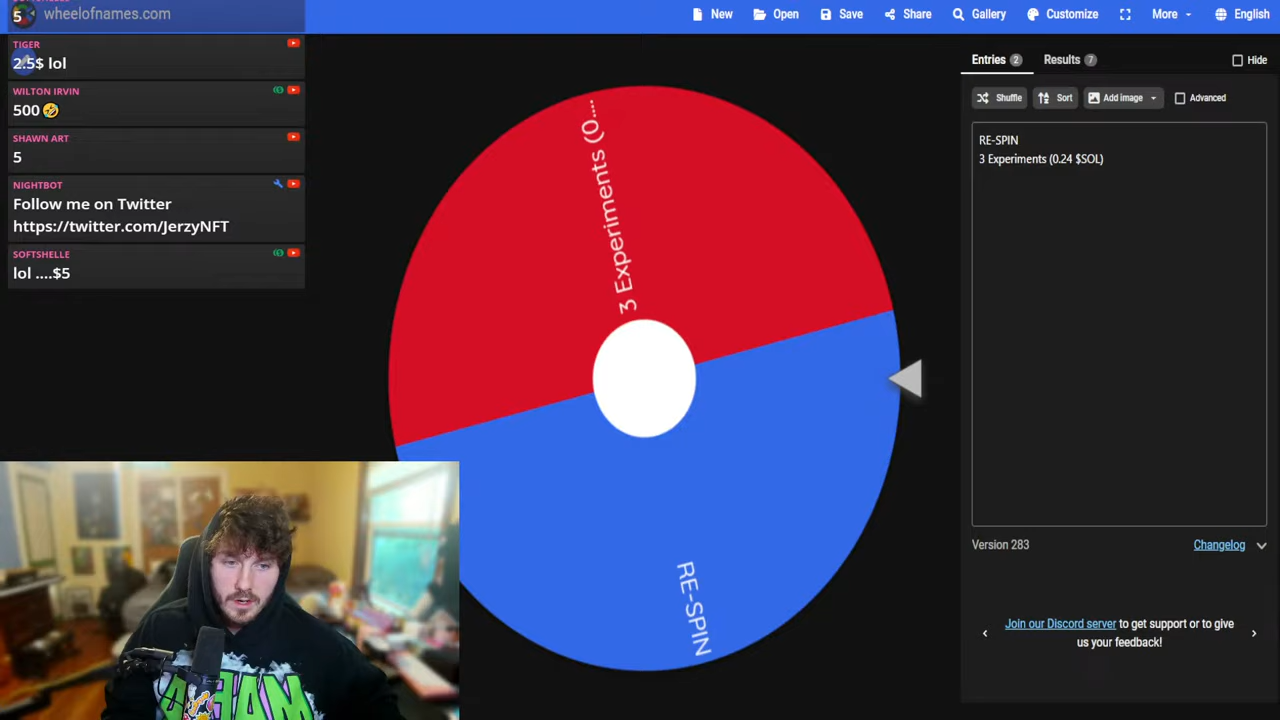 5
wheelofnames.com
New
Open
Save
Share
Gallery
Customize
More
English
TIGER
2.5$ lol
WILTON IRVIN
500 🤣
SHAWN ART
5
NIGHTBOT
Follow me on Twitter
https://twitter.com/JerzyNFT
SOFTSHELLE
lol ....$5
3 Experiments (0....
RE-SPIN
Entries 2
Results 7
Hide
Shuffle
Sort
Add image
Advanced
RE-SPIN
3 Experiments (0.24 $SOL)
Version 283
Changelog
Join our Discord server to get support or to give
us your feedback!